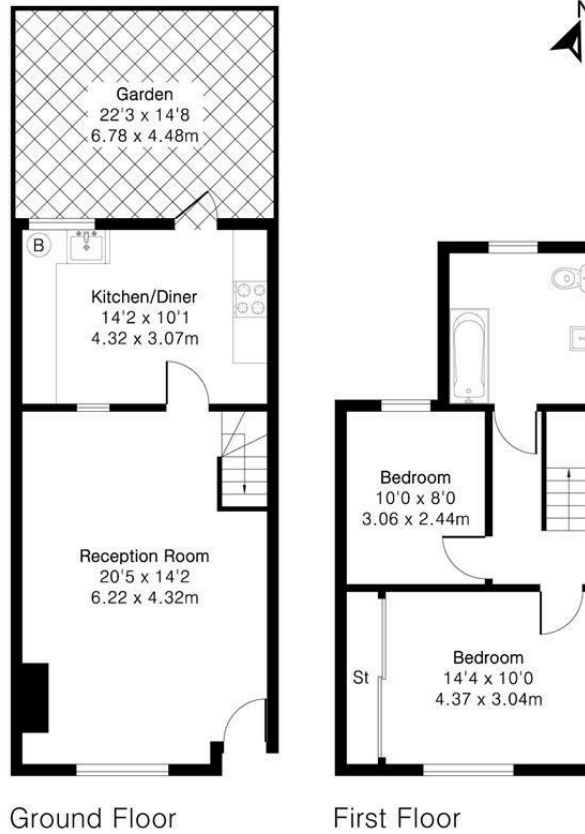 N
Garden
22'3 x 14'8
6.78 x 4.48m
B
Kitchen/Diner
14'2 x 10'1
4.32 x 3.07m
Reception Room
20'5 x 14'2
6.22 x 4.32m
Bedroom
10'0 x 8'0
3.06 x 2.44m
St
Bedroom
14'4 x 10'0
4.37 x 3.04m
Ground Floor
First Floor